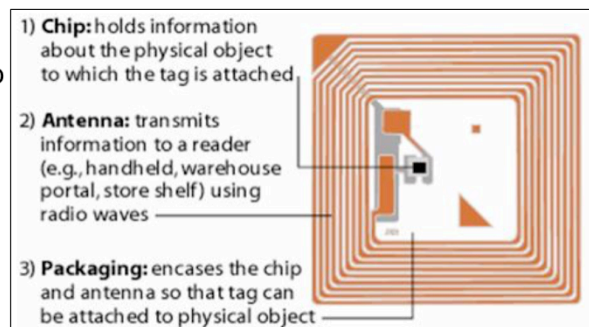 1) Chip: holds information
about the physical object
to which the tag is attached
2) Antenna: transmits
information to a reader
(e.g., handheld, warehouse
portal, store shelf) using
radio waves
3) Packaging: encases the chip
and antenna so that tag can
be attached to physical object